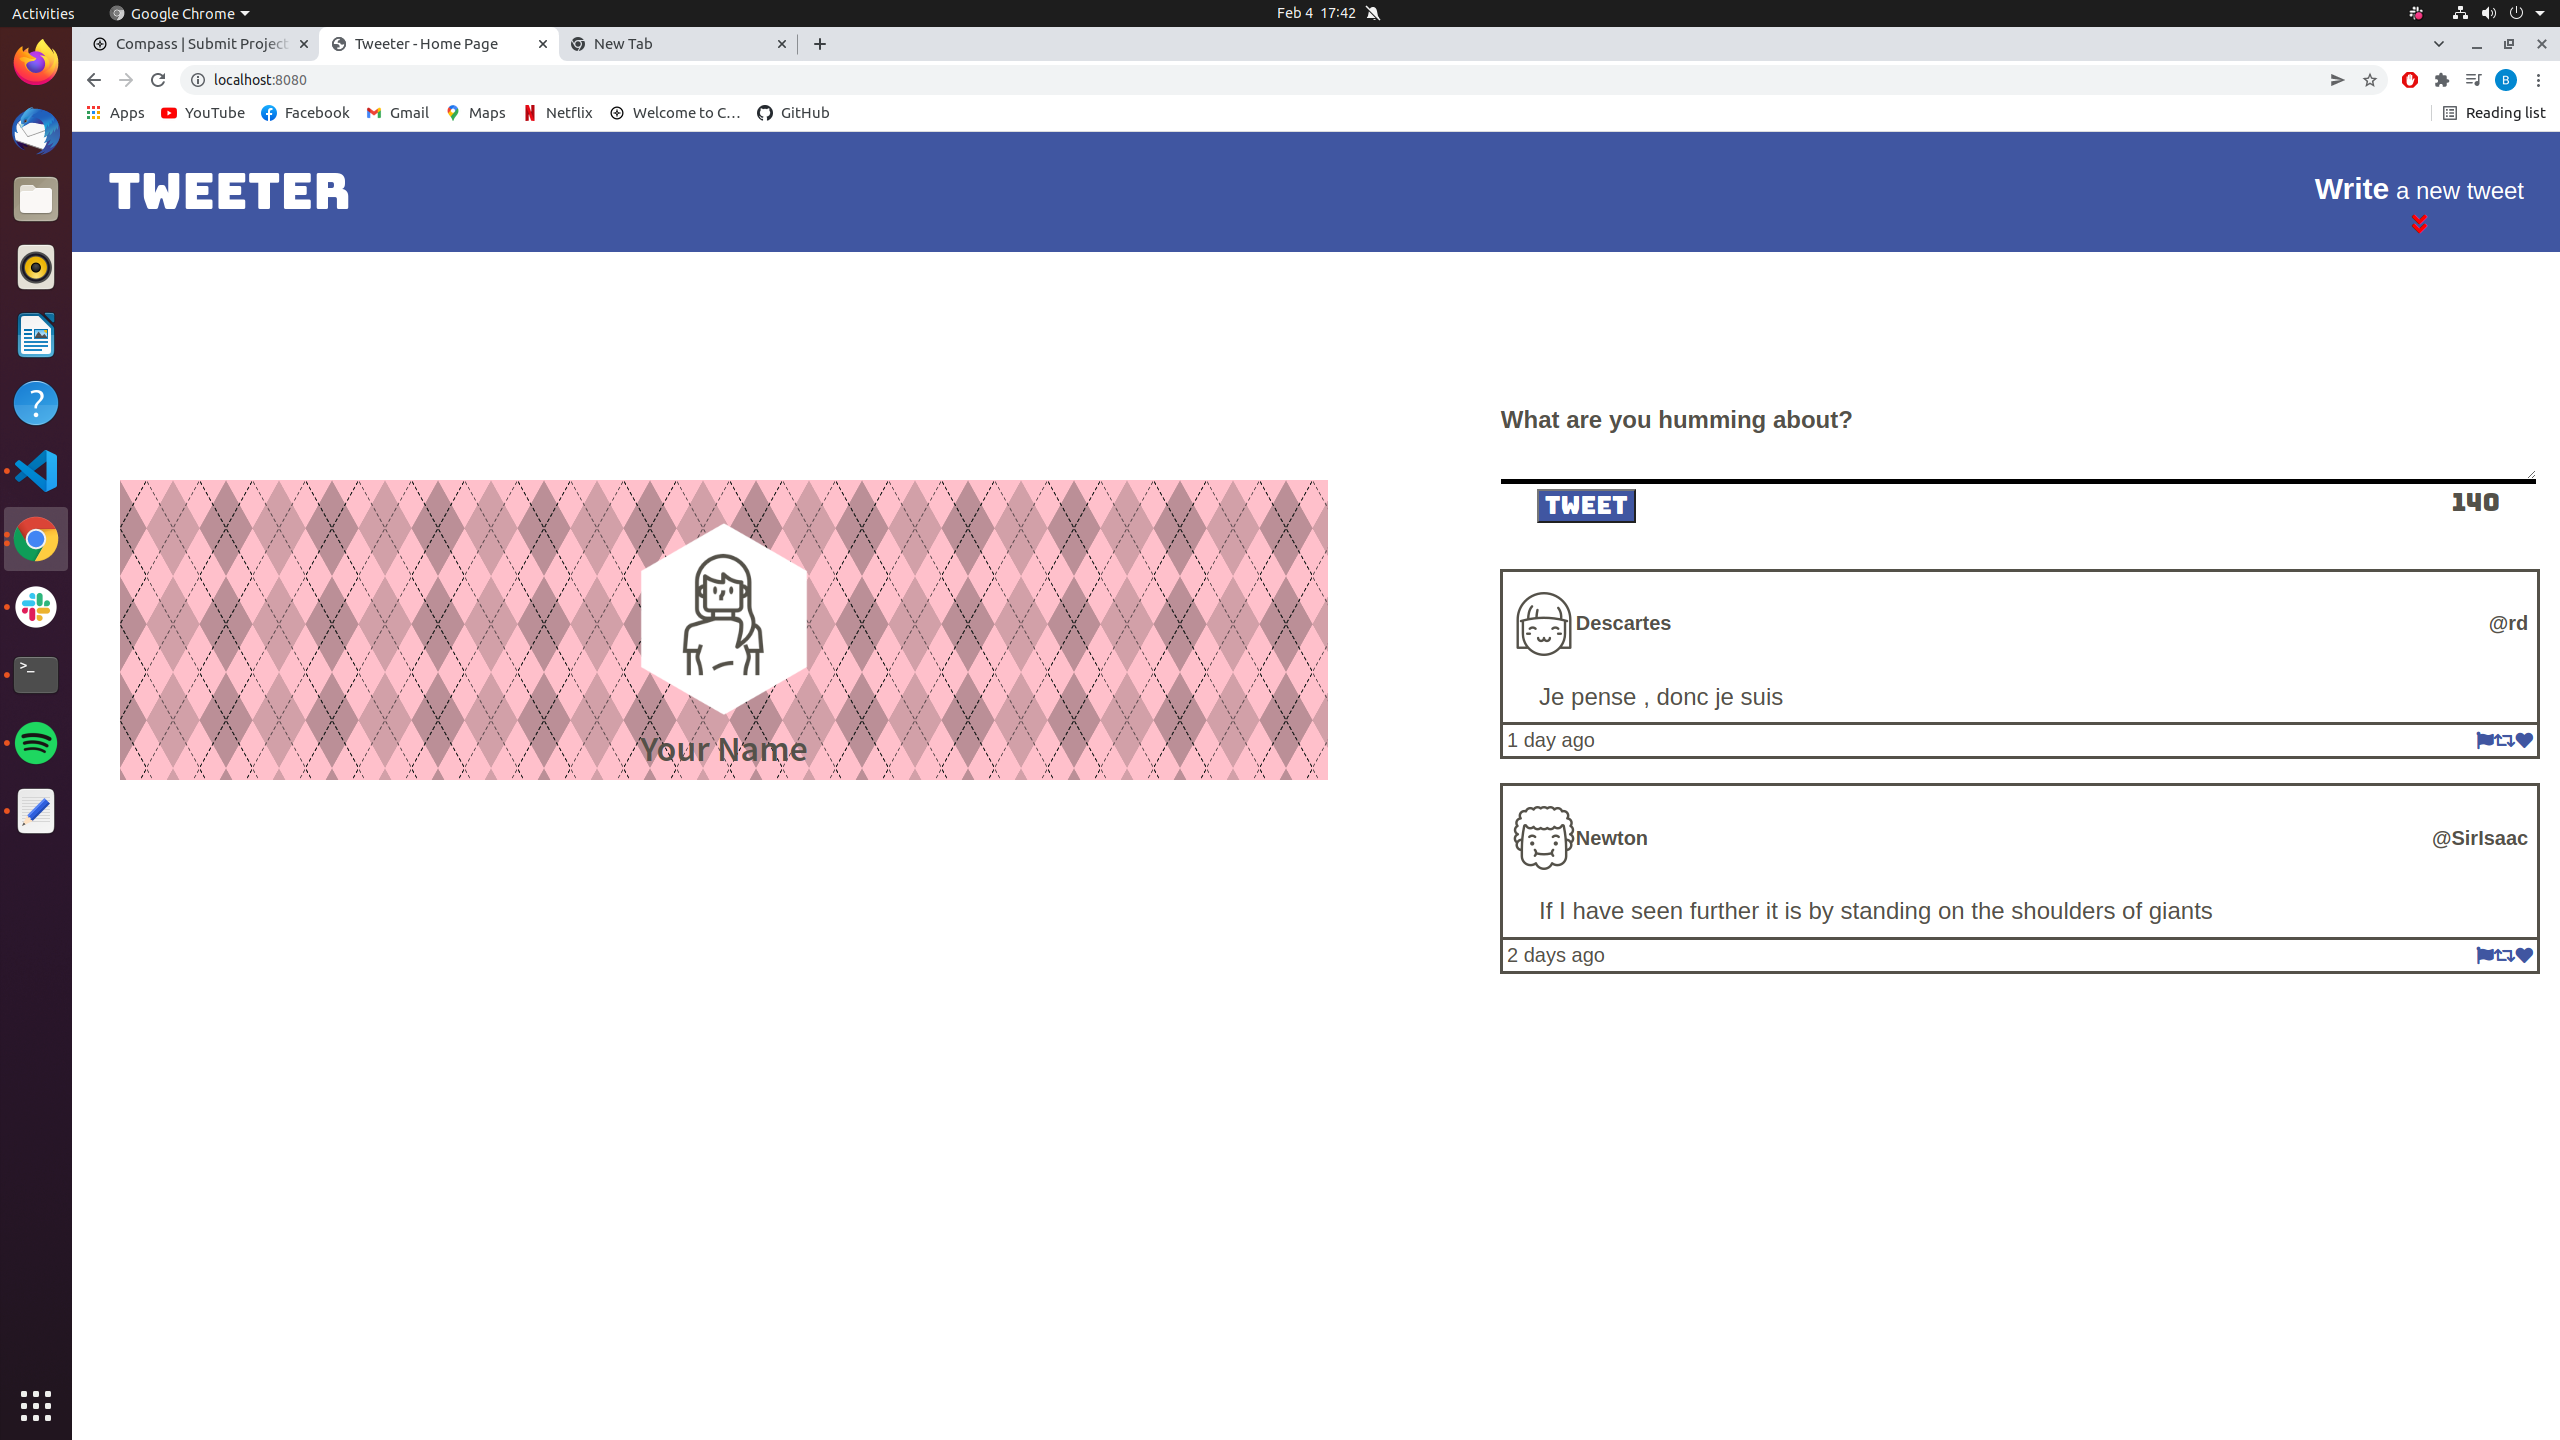 Activities
Google Chrome
Feb 4 17:42
Compass | Submit Project
Tweeter - Home Page
New Tab
localhost:8080
B
Apps
YouTube
Facebook
Gmail
Maps
Netflix
Welcome to C...
GitHub
Reading list
TWEETER
Write a new tweet
Your Name
What are you humming about?
TWEET
140
Descartes
@rd
Je pense , donc je suis
1 day ago
Newton
@SirIsaac
If I have seen further it is by standing on the shoulders of giants
2 days ago